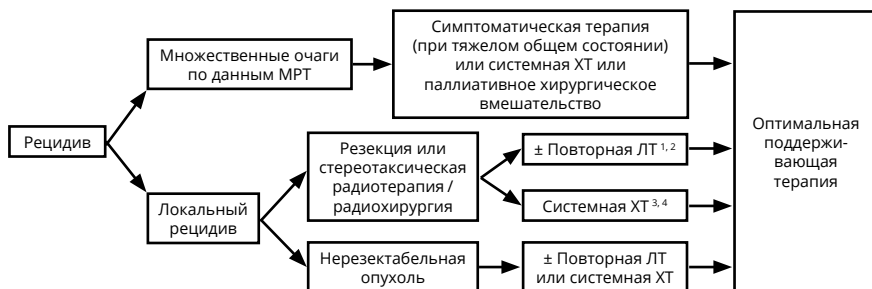 Рецидив
Множественные очаги
по данным МРТ
Симптоматическая терапия
(при тяжелом общем состоянии)
или системная ХТ или
паллиативное хирургическое
вмешательство
Локальный
рецидив
Резекция или
стереотаксическая
радиотерапия /
радиохирургия
± Повторная ЛТ 1, 2
Системная ХТ 3, 4
Нерезектабельная
опухоль
± Повторная ЛТ
или системная ХТ
Оптимальная
поддержи-
вающая
терапия